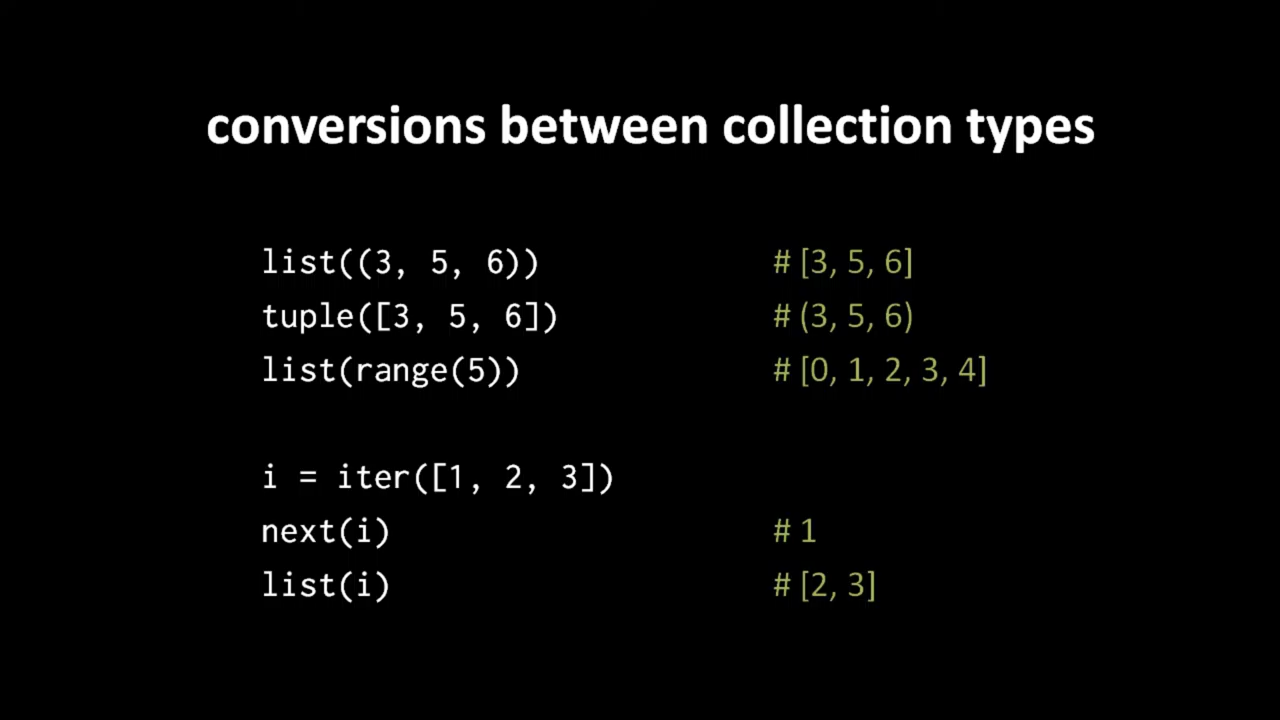 conversions between collection types
list((3, 5, 6)) # [3, 5, 6]
tuple([3, 5, 6]) # (3, 5, 6)
list(range(5)) # [0, 1, 2, 3, 4]
i = iter([1, 2, 3])
next(i) # 1
list(i) # [2, 3]